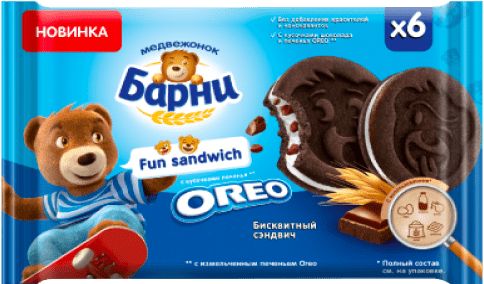 НОВИНКА
медвежонок
Барни
Fun sandwich
с кусочками печенья **
OREO
Бисквитный
сэндвич
✓ Без добавления красителей
и консервантов
✓ С кусочками шоколада
и печенья OREO **
x6
** с измельченным печеньем Oreo
* Полный состав
см. на упаковке.